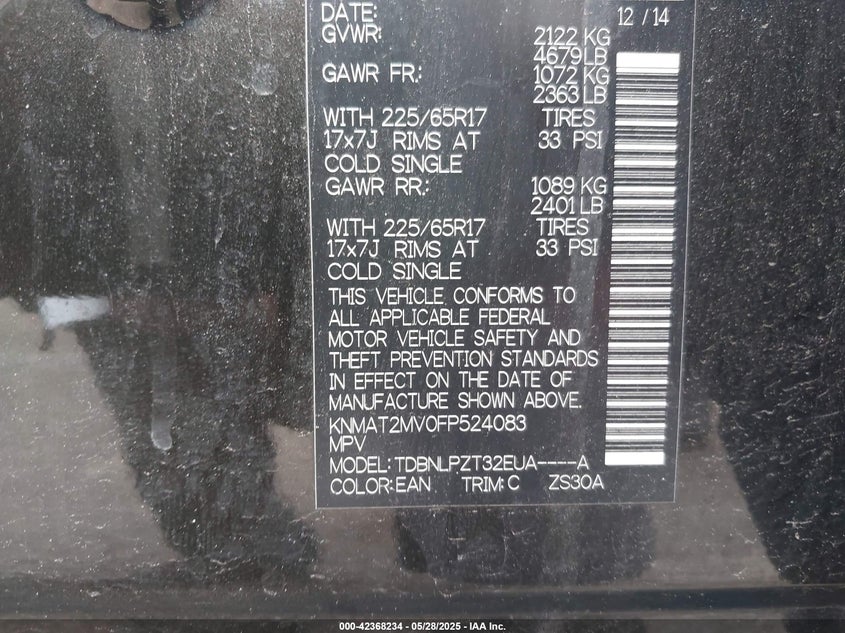 DATE: 12 /14
GVWR: 2122 KG
4679LB
GAWR FR.: 1072 KG
2363 LB
WITH 225/65R17 TIRES
17x7J RIMS AT 33 PSI
COLD SINGLE
GAWR RR.: 1089 KG
2401 LB
WITH 225/65R17 TIRES
17x7J RIMS AT 33 PSI
COLD SINGLE
THIS VEHICLE CONFORMS TO
ALL APPLICABLE FEDERAL
MOTOR VEHICLE SAFETY AND
THEFT PREVENTION STANDARDS
IN EFFECT ON THE DATE OF
MANUFACTURE SHOWN ABOVE.
KNMAT2MV0FP524083
MPV
MODEL:TDBNLPZT32EUA----A
COLOR:EAN TRIM:C ZS30A
000-42368234 - 05/28/2025 - IAA Inc.